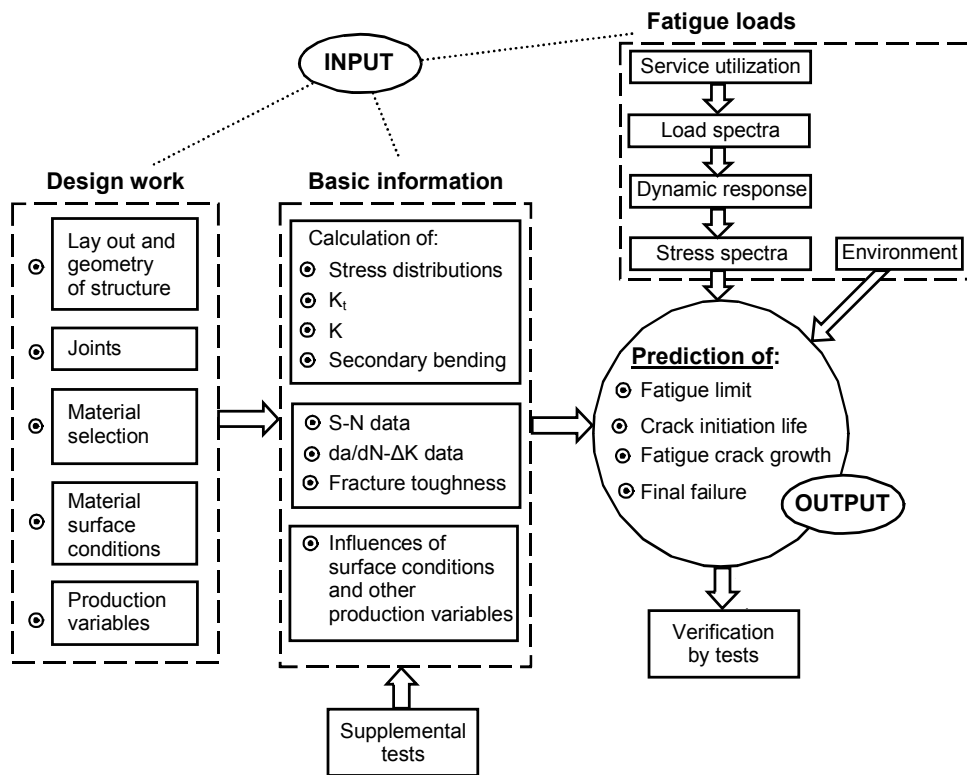 Fatigue loads
INPUT
Service utilization
Load spectra
Dynamic response
Stress spectra
Environment
Design work
Lay out and
geometry
of structure
Joints
Material
selection
Material
surface
conditions
Production
variables
Basic information
Calculation of:
Stress distributions
Kt
K
Secondary bending
S-N data
da/dN-ΔK data
Fracture toughness
Influences of
surface conditions
and other
production variables
Supplemental
tests
Prediction of:
Fatigue limit
Crack initiation life
Fatigue crack growth
Final failure
OUTPUT
Verification
by tests